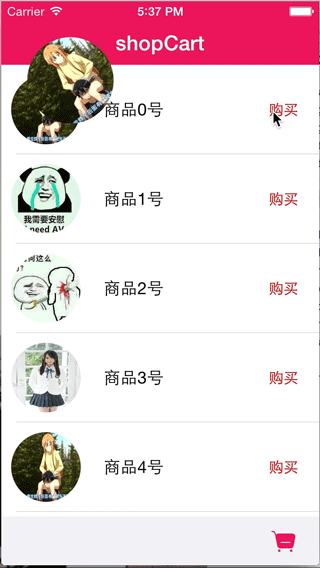 Carrier 5:37 PM
shopCart
商品0号 购买
商品1号 购买
我需要安慰
need AV
商品2号 购买
商品3号 购买
商品4号 购买